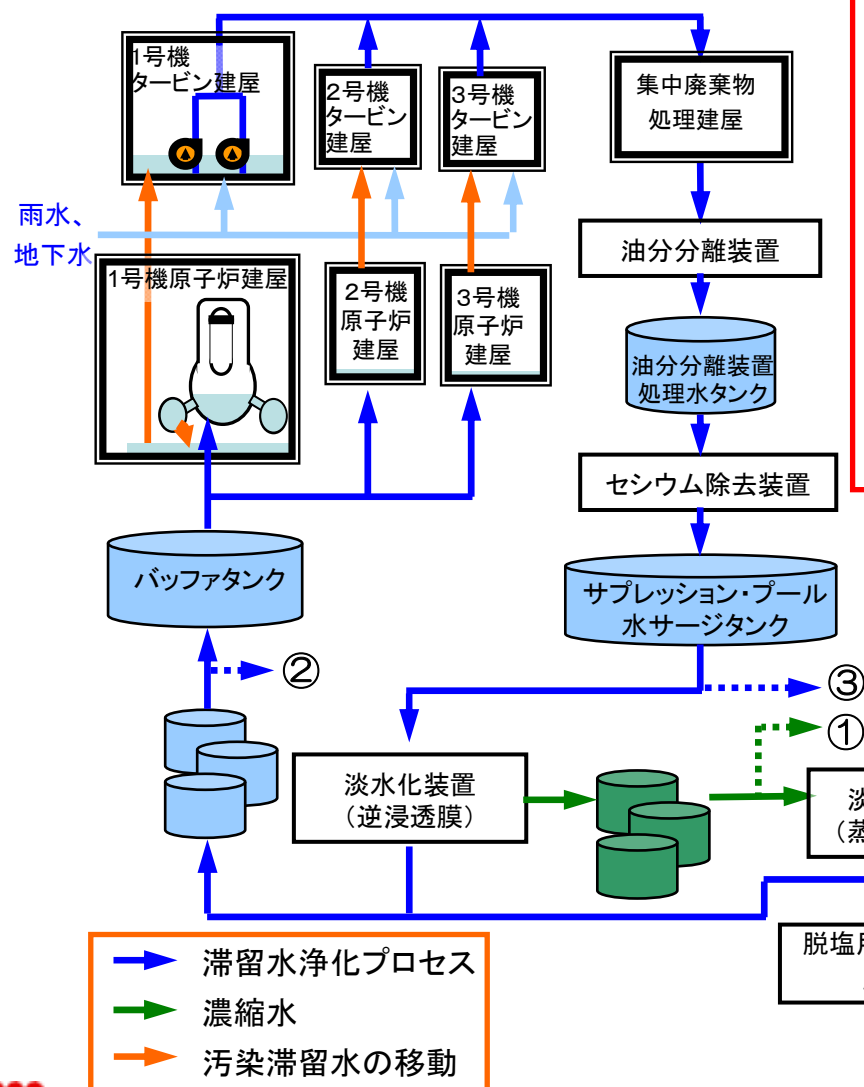 1号機
タービン建屋
2号機
タービン
建屋
3号機
タービン
建屋
集中廃棄物
処理建屋
雨水、
地下水
油分分離装置
1号機原子炉建屋
2号機
原子炉
建屋
3号機
原子炉
建屋
油分分離装置
処理水タンク
セシウム除去装置
バッファタンク
サプレッション・プール
水サージタンク
②
③
①
淡水化装置
（逆浸透膜）
淡
（蒸
脱塩
滞留水浄化プロセス
濃縮水
汚染滞留水の移動